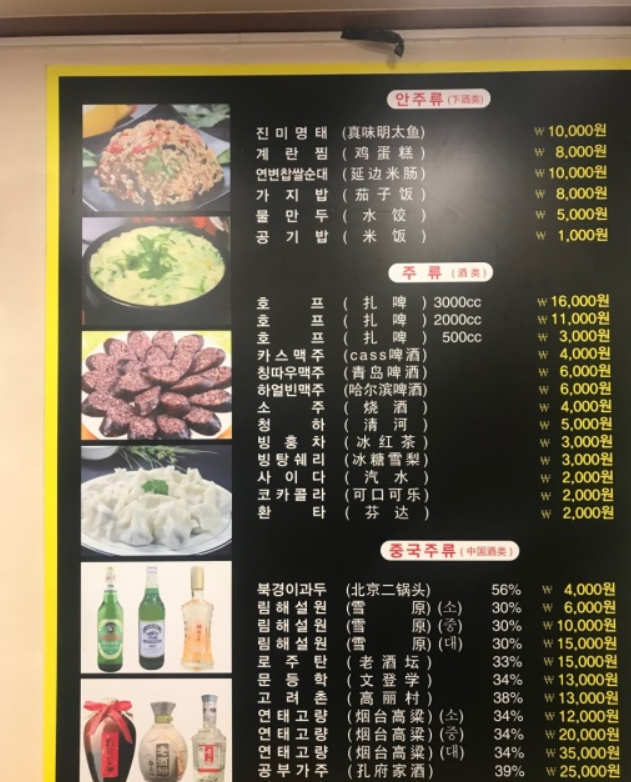 안주류 (下酒类)
진미명태 (真味明太鱼) ₩10,000원
계란찜 (鸡蛋糕) ₩8,000원
연변찹쌀순대 (延边米肠) ₩10,000원
가지밥 (茄子饭) ₩8,000원
물만두 (水饺) ₩5,000원
공기밥 (米饭) ₩1,000원
주류 (酒类)
호프 (扎啤) 3000cc ₩16,000원
호프 (扎啤) 2000cc ₩11,000원
호프 (扎啤) 500cc ₩3,000원
카스맥주 (cass啤酒) ₩4,000원
칭따우맥주 (青岛啤酒) ₩6,000원
하얼빈맥주 (哈尔滨啤酒) ₩6,000원
소주 (烧酒) ₩4,000원
청하 (清河) ₩5,000원
빙홍차 (冰红茶) ₩3,000원
빙탕쉐리 (冰糖雪梨) ₩3,000원
사이다 (汽水) ₩2,000원
코카콜라 (可口可乐) ₩2,000원
환타 (芬达) ₩2,000원
중국주류 (中国酒类)
북경이과두 (北京二锅头) 56% ₩4,000원
림해설원 (雪原) (소) 30% ₩6,000원
림해설원 (雪原) (중) 30% ₩10,000원
림해설원 (雪原) (대) 30% ₩15,000원
로주탄 (老酒坛) 33% ₩15,000원
문등학 (文登学) 34% ₩13,000원
고려촌 (高丽村) 38% ₩13,000원
연태고량 (烟台高粱) (소) 34% ₩12,000원
연태고량 (烟台高粱) (중) 34% ₩20,000원
연태고량 (烟台高粱) (대) 34% ₩35,000원
공부가주 (孔府家酒) 39% ₩25,000원